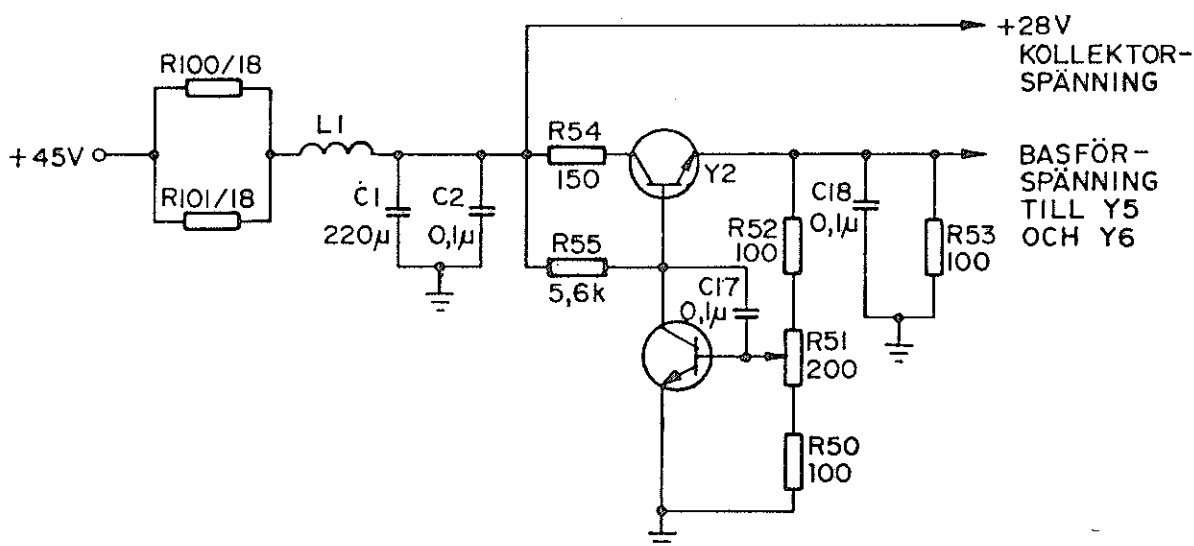 +28V
KOLLEKTOR-
SPÄNNING
R100/18
L1
+45V
R101/18
C1
220µ
C2
0,1µ
R54
150
Y2
R55
5,6k
C17
0,1µ
R52
100
C18
0,1µ
R53
100
BASFÖR-
SPÄNNING
TILL Y5
OCH Y6
R51
200
R50
100